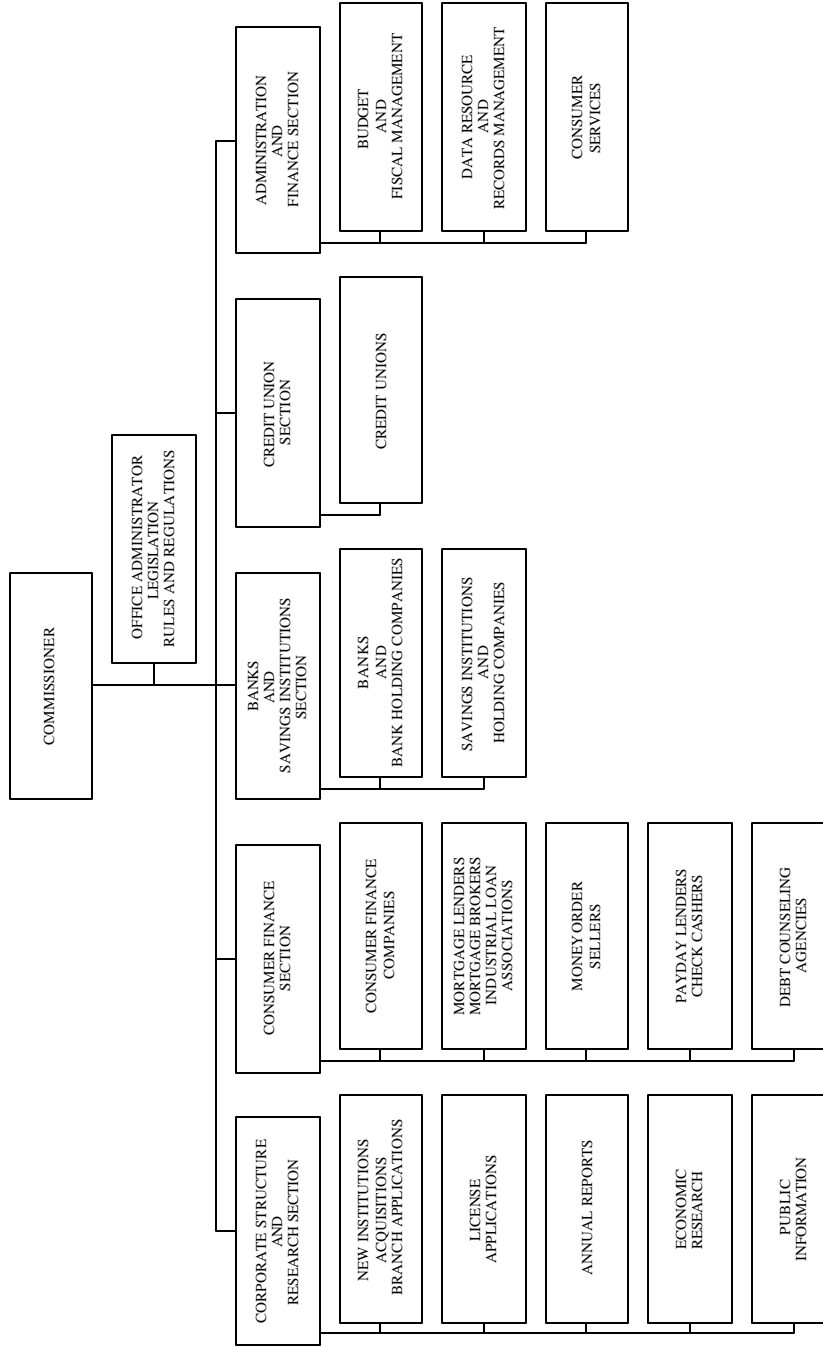 COMMISSIONER
OFFICE ADMINISTRATOR
LEGISLATION
RULES AND REGULATIONS
CORPORATE STRUCTURE
AND
RESEARCH SECTION
NEW INSTITUTIONS
ACQUISITIONS
BRANCH APPLICATIONS
LICENSE
APPLICATIONS
ANNUAL REPORTS
ECONOMIC
RESEARCH
PUBLIC
INFORMATION
CONSUMER FINANCE
SECTION
CONSUMER FINANCE
COMPANIES
MORTGAGE LENDERS
MORTGAGE BROKERS
INDUSTRIAL LOAN
ASSOCIATIONS
MONEY ORDER
SELLERS
PAYDAY LENDERS
CHECK CASHERS
DEBT COUNSELING
AGENCIES
BANKS
AND
SAVINGS INSTITUTIONS
SECTION
BANKS
AND
BANK HOLDING COMPANIES
SAVINGS INSTITUTIONS
AND
HOLDING COMPANIES
CREDIT UNION
SECTION
CREDIT UNIONS
ADMINISTRATION
AND
FINANCE SECTION
BUDGET
AND
FISCAL MANAGEMENT
DATA RESOURCE
AND
RECORDS MANAGEMENT
CONSUMER
SERVICES